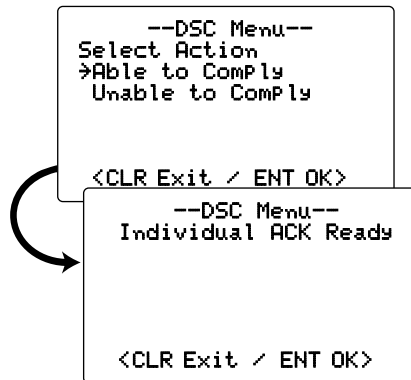 --DSC Menu--
Select Action
→Able to ComPly
Unable to ComPly
<CLR Exit / ENT OK>
--DSC Menu--
Individual ACK Ready
<CLR Exit / ENT OK>